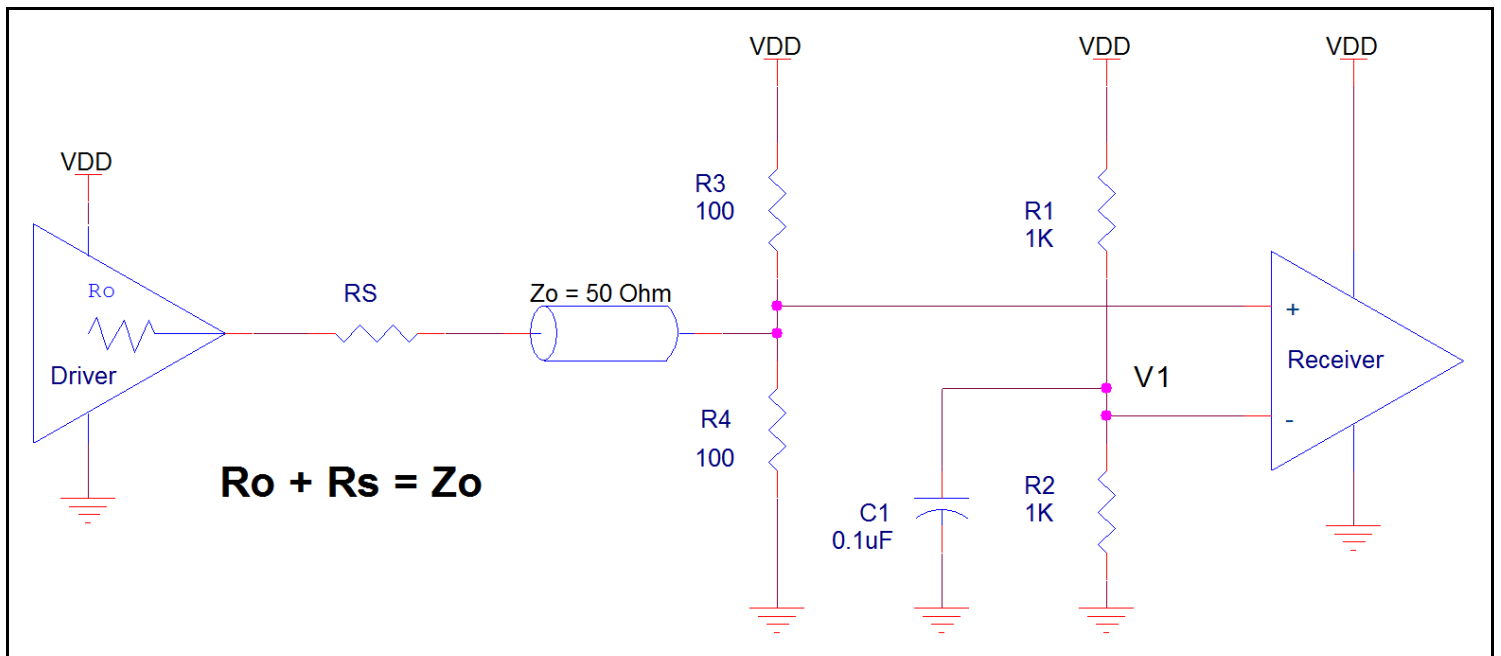 VDD
VDD
VDD
VDD
R3
100
R1
1K
Ro
RS
Zo = 50 Ohm
+
Driver
Receiver
V1
-
R4
100
Ro + Rs = Zo
R2
1K
C1
0.1uF